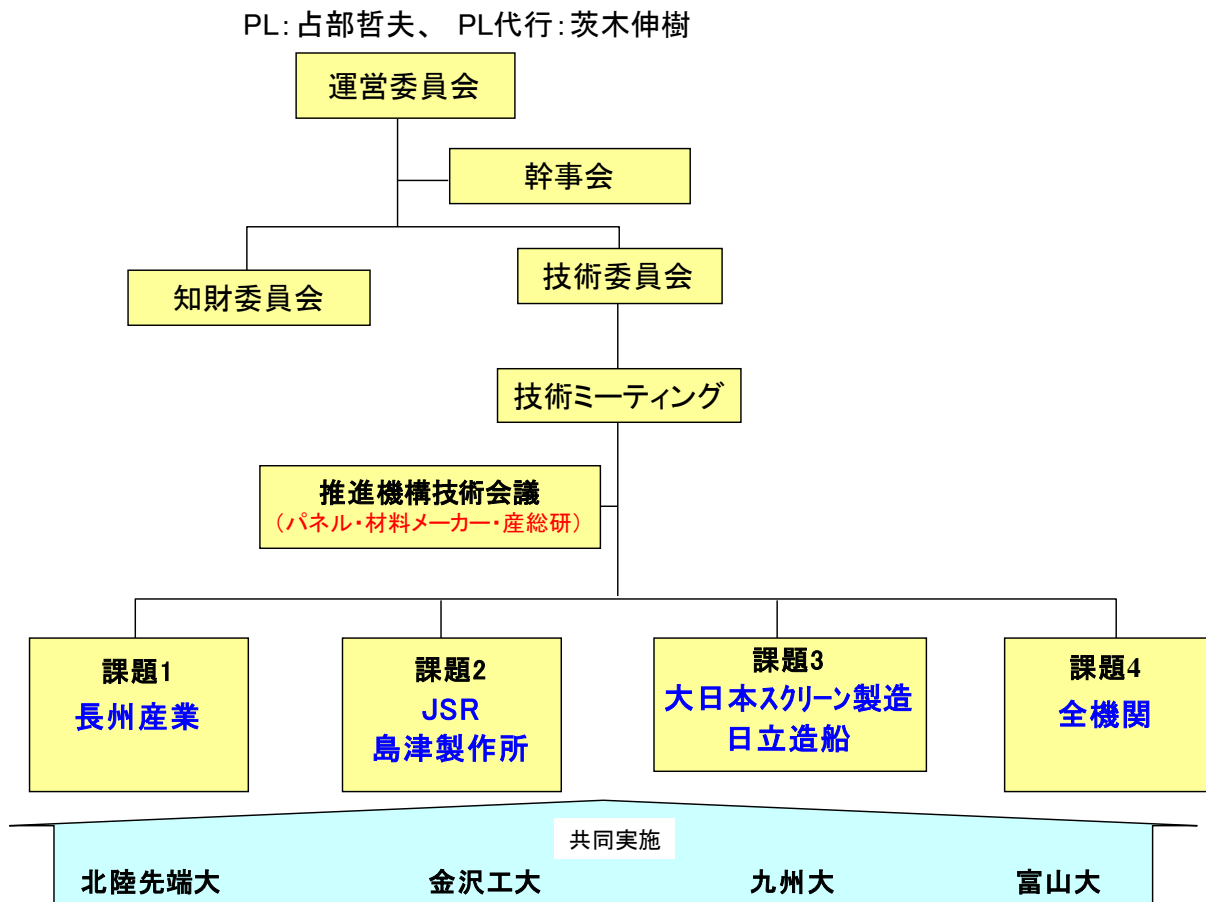 PL：占部哲夫、 PL代行：茨木伸樹
運営委員会
幹事会
知財委員会
技術委員会
技術ミーティング
推進機構技術会議
（パネル・材料メーカー・産総研）
課題1
長州産業
課題2
JSR
島津製作所
課題3
大日本ｽｸﾘｰﾝ製造
日立造船
課題4
全機関
共同実施
北陸先端大
金沢工大
九州大
富山大